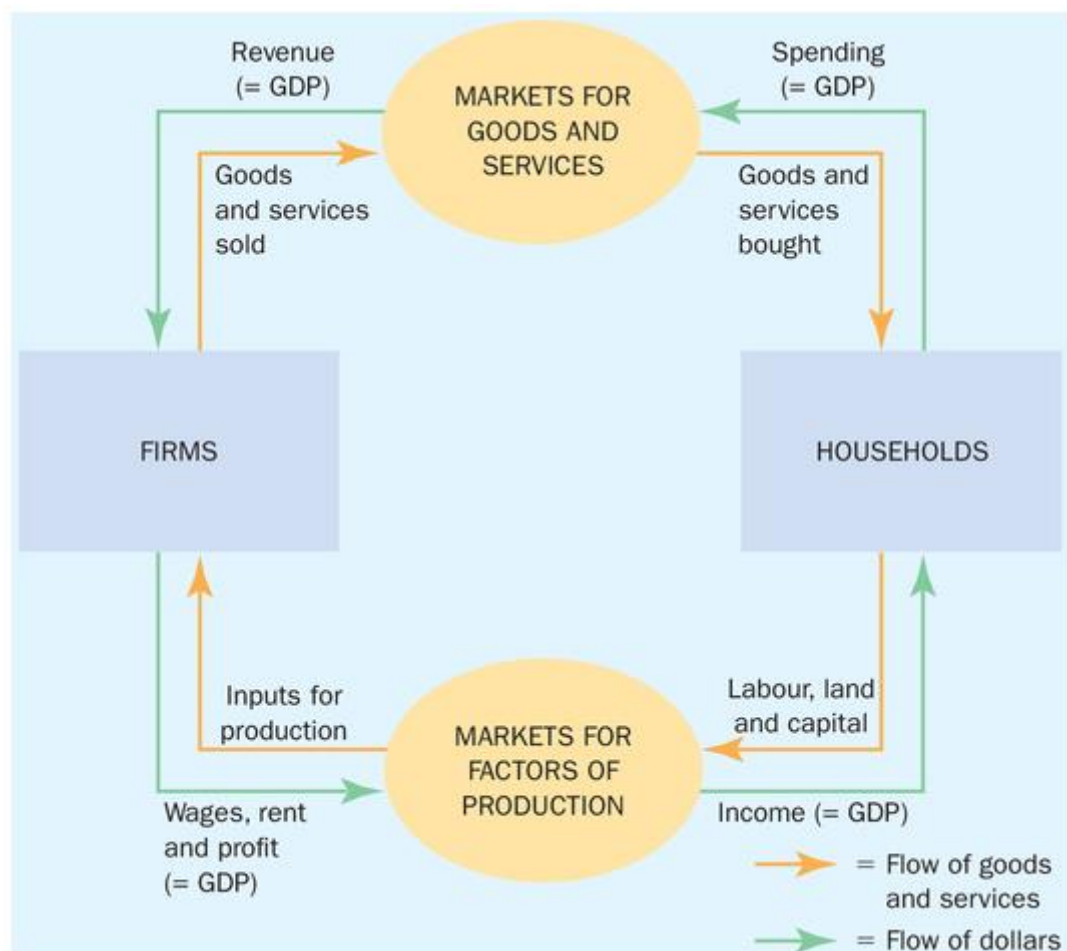 Revenue
(= GDP)
MARKETS FOR
GOODS AND
SERVICES
Spending
(= GDP)
Goods
and services
sold
Goods and
services
bought
FIRMS
HOUSEHOLDS
Inputs for
production
MARKETS FOR
FACTORS OF
PRODUCTION
Labour, land
and capital
Wages, rent
and profit
(= GDP)
Income (= GDP)
= Flow of goods
and services
= Flow of dollars